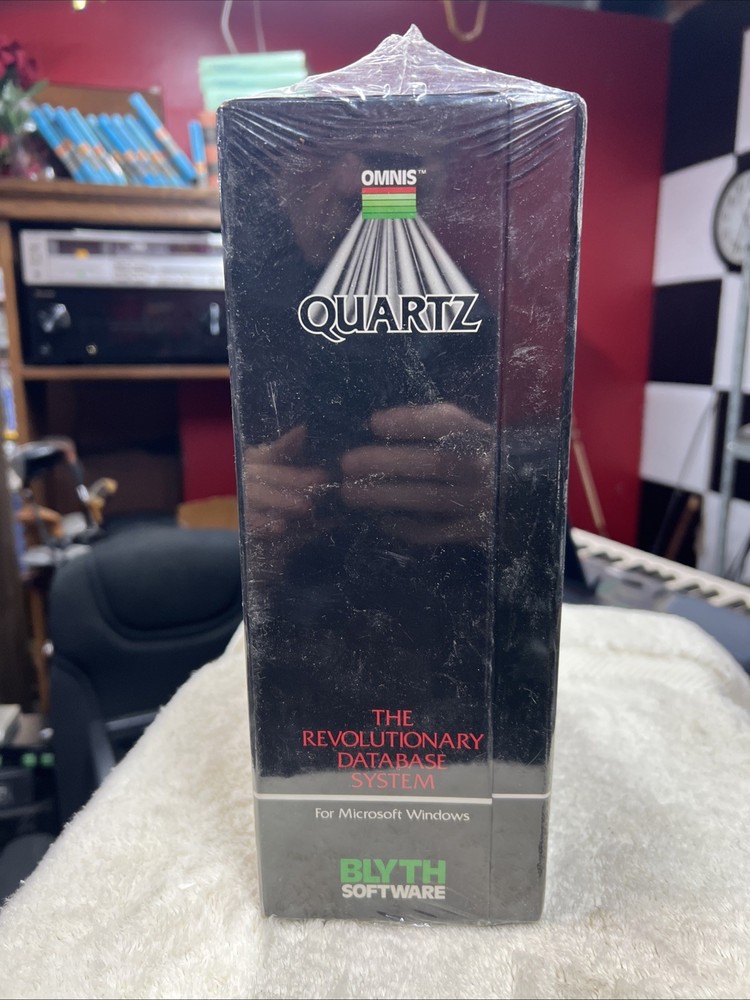 OMNIS™
QUARTZ
THE
REVOLUTIONARY
DATABASE
SYSTEM
For Microsoft Windows
BLYTH
SOFTWARE